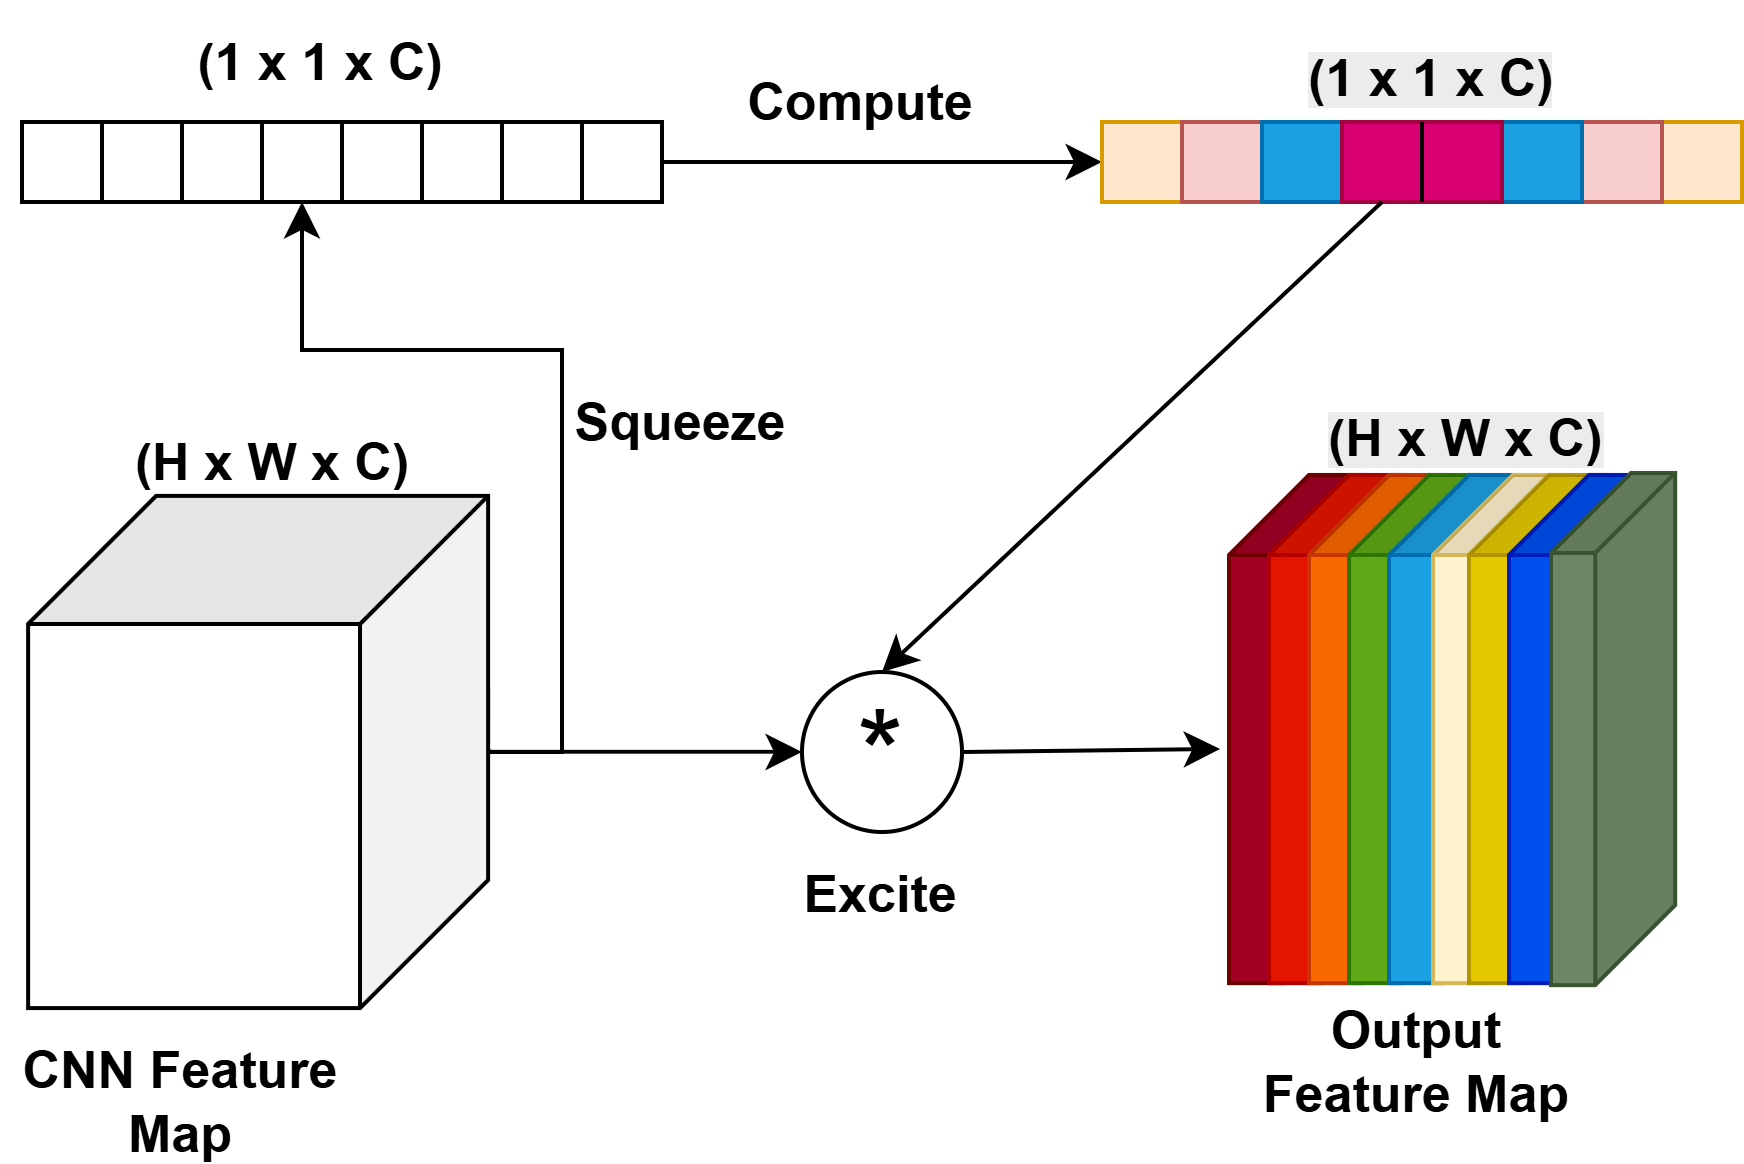 (1 x 1 x C)
Compute
(1 x 1 x C)
Squeeze
(H x W x C)
(H x W x C)
*
Excite
CNN Feature
Map
Output
Feature Map